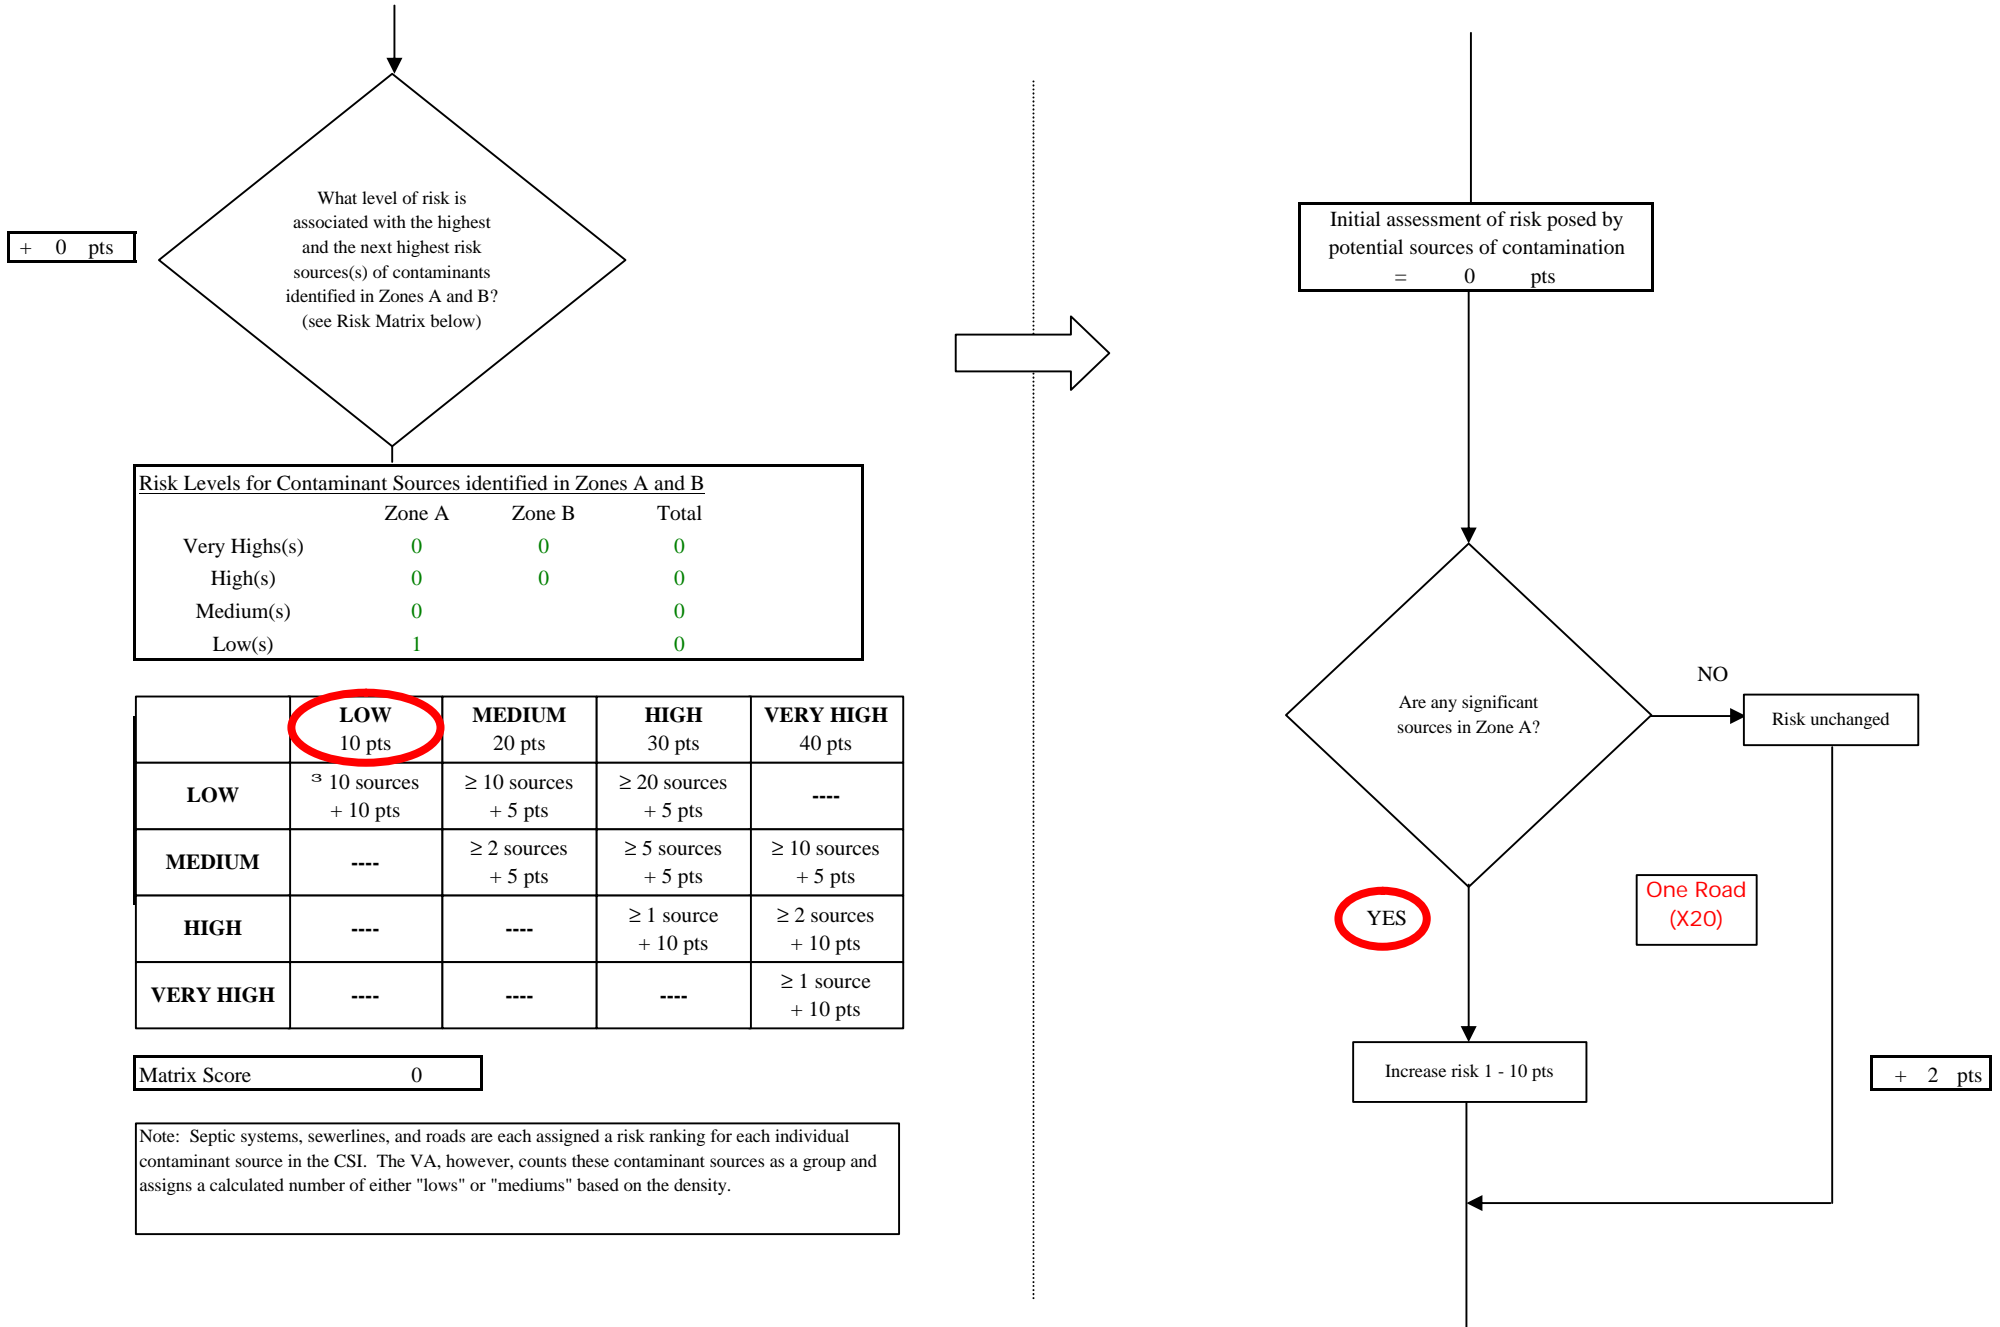 What level of risk is
associated with the highest
and the next highest risk
sources(s) of contaminants
identified in Zones A and B?
(see Risk Matrix below)
+ 0 pts
Risk Levels for Contaminant Sources identified in Zones A and B
Zone A Zone B Total
Very Highs(s) 0 0 0
High(s) 0 0 0
Medium(s) 0 0
Low(s) 1 0
LOW MEDIUM HIGH VERY HIGH
10 pts 20 pts 30 pts 40 pts
LOW
³ 10 sources ≥ 10 sources ≥ 20 sources ----
+ 10 pts + 5 pts + 5 pts
MEDIUM
---- ≥ 2 sources ≥ 5 sources ≥ 10 sources
+ 5 pts + 5 pts + 5 pts
HIGH
---- ---- ≥ 1 source ≥ 2 sources
+ 10 pts + 10 pts
VERY HIGH
---- ---- ---- ≥ 1 source
+ 10 pts
Matrix Score 0
Note: Septic systems, sewerlines, and roads are each assigned a risk ranking for each individual
contaminant source in the CSI. The VA, however, counts these contaminant sources as a group and
assigns a calculated number of either "lows" or "mediums" based on the density.
Initial assessment of risk posed by
potential sources of contamination
= 0 pts
Are any significant
sources in Zone A?
NO
Risk unchanged
YES
One Road
(X20)
Increase risk 1 - 10 pts
+ 2 pts